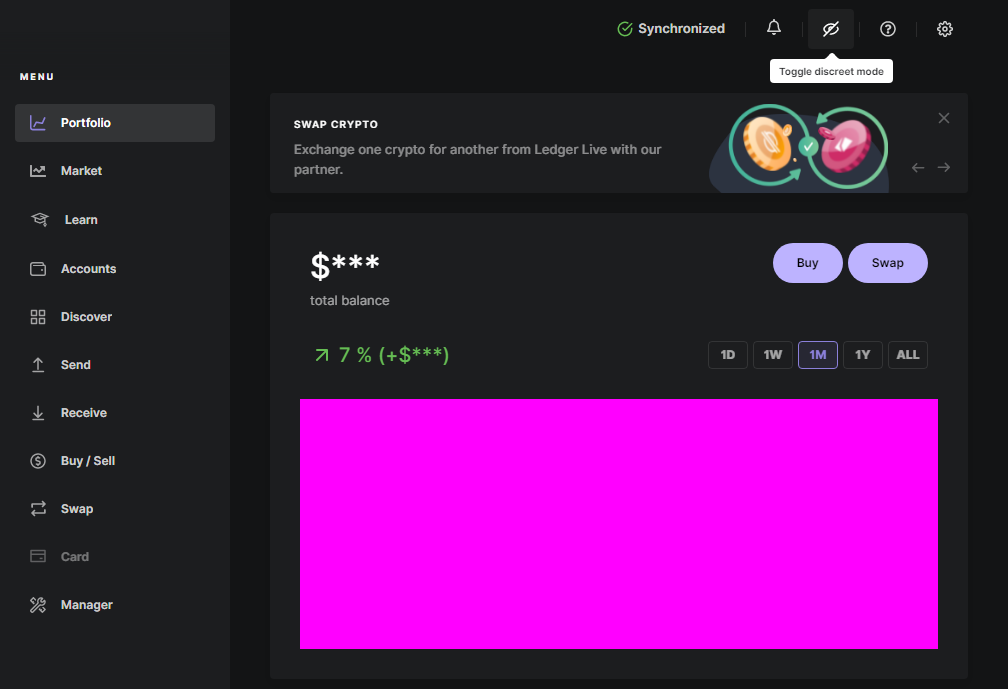 Synchronized
Toggle discreet mode
MENU
Portfolio
Market
Learn
Accounts
Discover
Send
Receive
Buy / Sell
Swap
Card
Manager
SWAP CRYPTO
Exchange one crypto for another from Ledger Live with our
partner.
$***
total balance
Buy
Swap
7 % (+$***)
1D
1W
1M
1Y
ALL